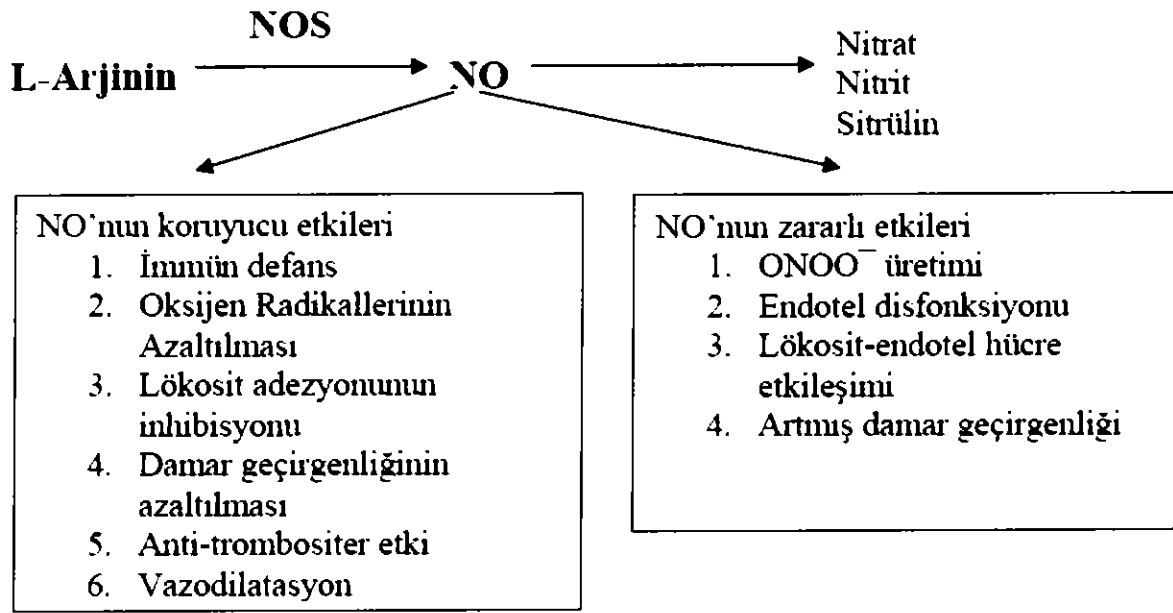 NOS
L-Arjinin
NO
Nitrat
Nitrit
Sitrülin
NO'nun koruyucu etkileri
1. İmmün defans
2. Oksijen Radikallerinin
Azaltılması
3. Lökosit adezyonunun
inhibisyonu
4. Damar geçirgenliğinin
azaltılması
5. Anti-trombositer etki
6. Vazodilatasyon
NO'nun zararlı etkileri
1. ONOO¯ üretimi
2. Endotel disfonksiyonu
3. Lökosit-endotel hücre
etkileşimi
4. Artmış damar geçirgenliği